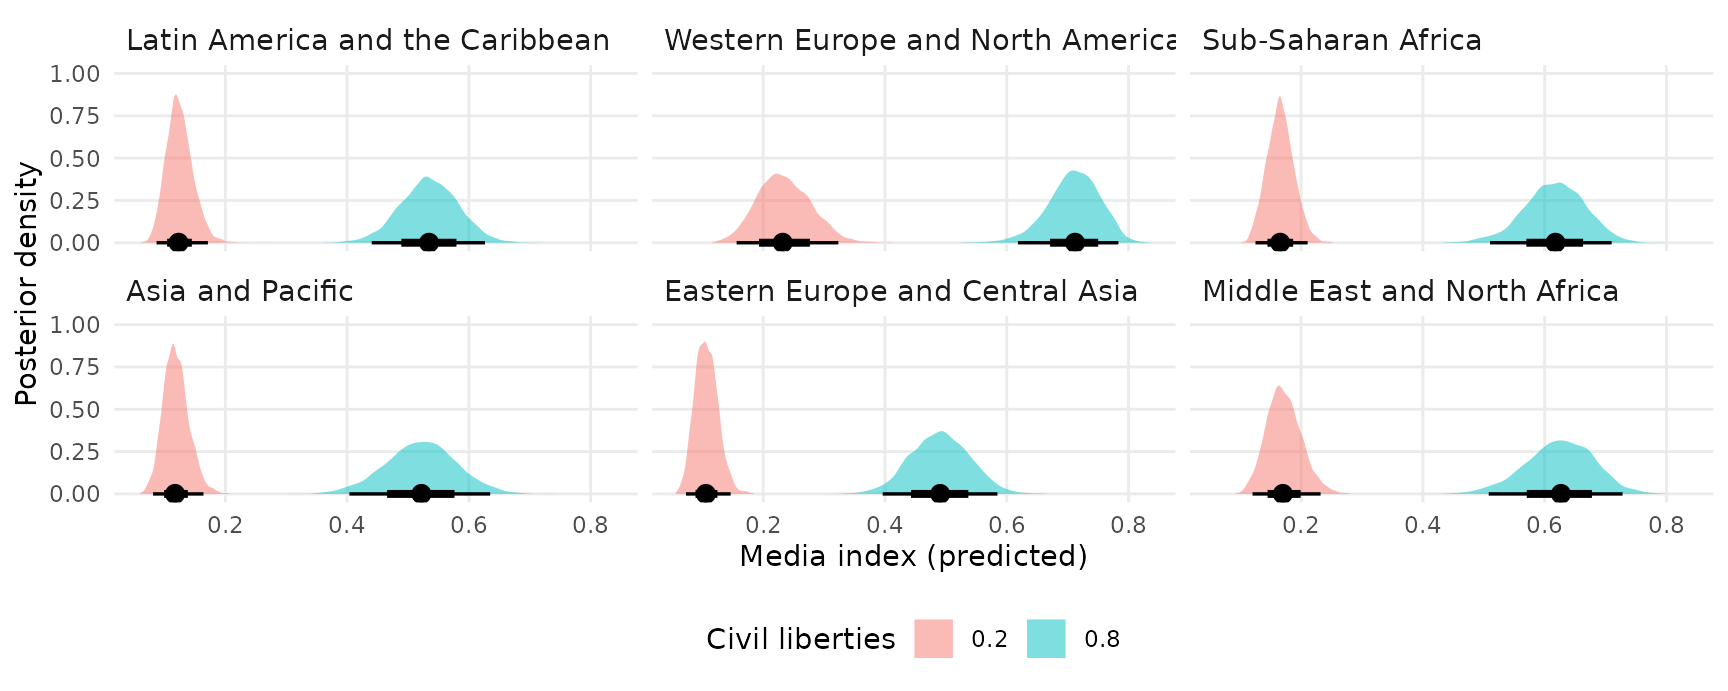 Latin America and the Caribbean
Western Europe and North America
Sub-Saharan Africa
1.00
0.75
0.50
0.25
0.00
Posterior density
Asia and Pacific
Eastern Europe and Central Asia
Middle East and North Africa
1.00
0.75
0.50
0.25
0.00
0.2 0.4 0.6 0.8 0.2 0.4 0.6 0.8 0.2 0.4 0.6 0.8
Media index (predicted)
Civil liberties 0.2 0.8